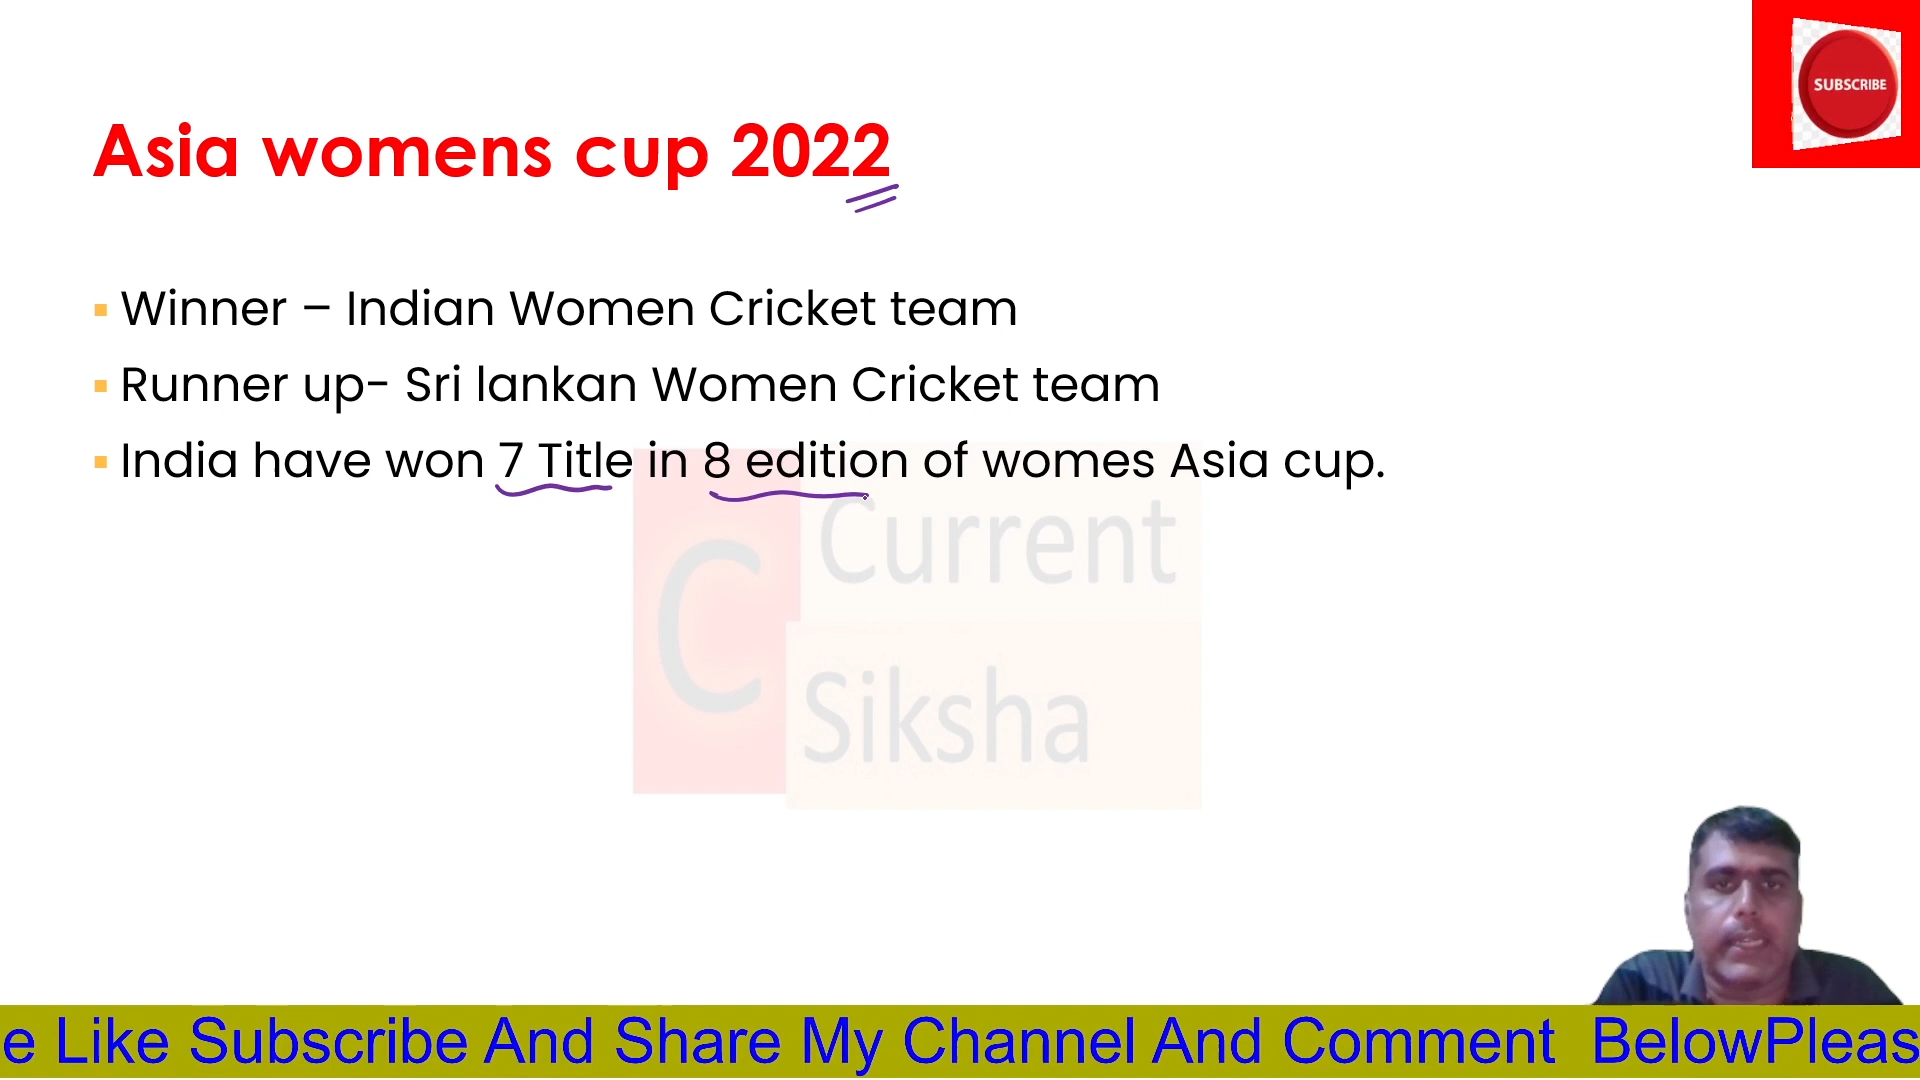 SUBSCRIBE
Asia womens cup 2022
Winner – Indian Women Cricket team
Runner up- Sri lankan Women Cricket team
India have won 7 Title in 8 edition of womes Asia cup.
C
Current
Siksha
e Like Subscribe And Share My Channel And Comment BelowPleas